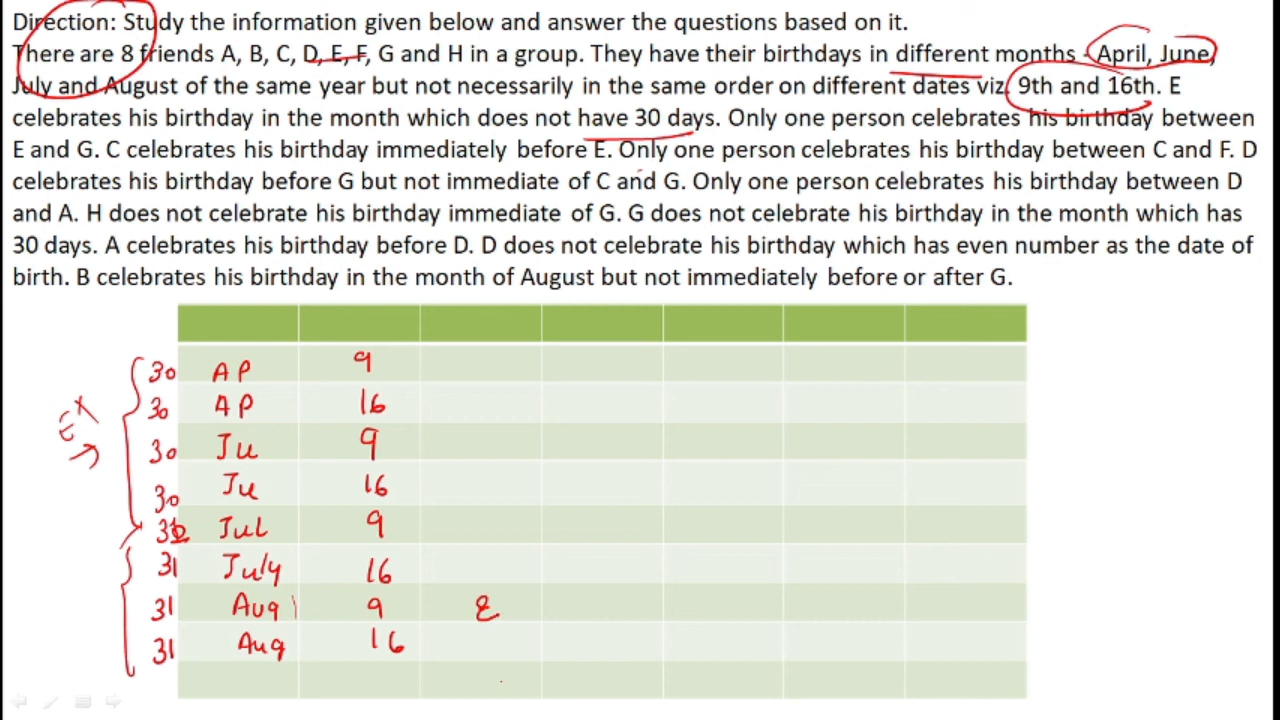 Direction: Study the information given below and answer the questions based on it.
There are 8 friends A, B, C, D, E, F, G and H in a group. They have their birthdays in different months - April, June,
July and August of the same year but not necessarily in the same order on different dates viz. 9th and 16th. E
celebrates his birthday in the month which does not have 30 days. Only one person celebrates his birthday between
E and G. C celebrates his birthday immediately before E. Only one person celebrates his birthday between C and F. D
celebrates his birthday before G but not immediate of C and G. Only one person celebrates his birthday between D
and A. H does not celebrate his birthday immediate of G. G does not celebrate his birthday in the month which has
30 days. A celebrates his birthday before D. D does not celebrate his birthday which has even number as the date of
birth. B celebrates his birthday in the month of August but not immediately before or after G.
30 AP 9
30 AP 16
30 Ju 9
30 Ju 16
Jul 9
31 July 16
31 Aug 9 E
31 Aug 16